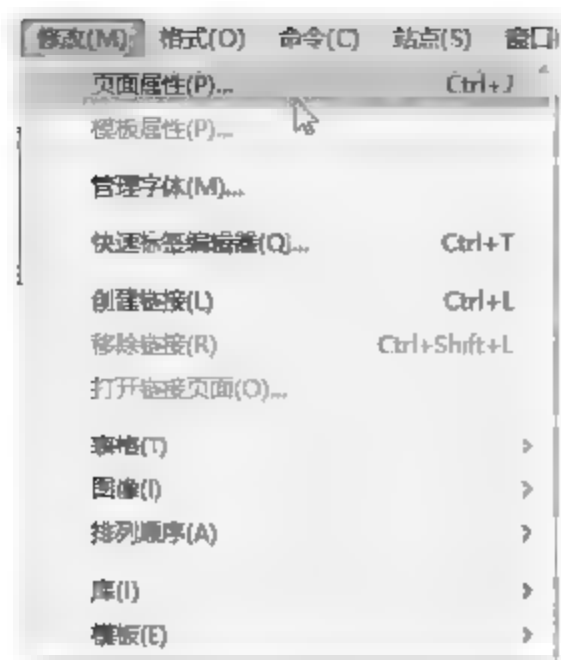 修改(M) 格式(O) 命令(C) 站点(S) 窗口
页面属性(P)... Ctrl+J
模板属性(P)...
管理字体(M)...
快速标签编辑器(Q)... Ctrl+T
创建链接(L) Ctrl+L
移除链接(R) Ctrl+Shift+L
打开链接页面(O)...
表格(T)
图像(I)
排列顺序(A)
库(I)
模板(E)